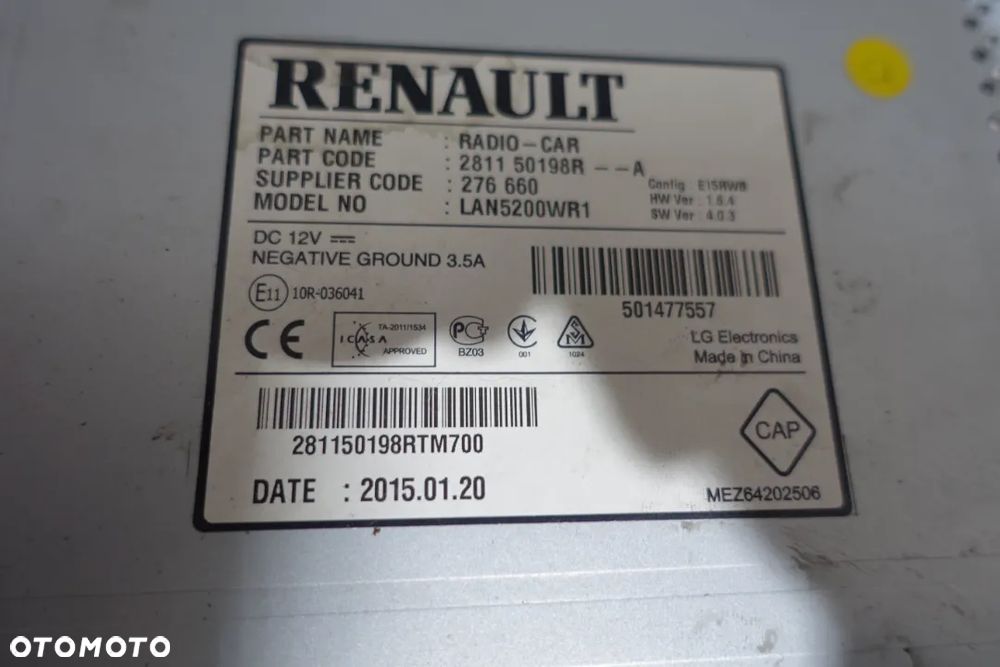 RENAULT
PART NAME : RADIO-CAR
PART CODE : 2811 50198R --A
SUPPLIER CODE : 276 660
MODEL NO : LAN5200WR1
Config : E15RWB
HW Ver : 1.6.4
SW Ver : 4.0.3
DC 12V
NEGATIVE GROUND 3.5A
E11 10R-036041
501477557
CE
ICASA
TA-2011/1534
APPROVED
PCT
BZ03
001
SM
1024
LG Electronics
Made in China
281150198RTM700
CAP
DATE : 2015.01.20
MEZ64202506
OTOMOTO